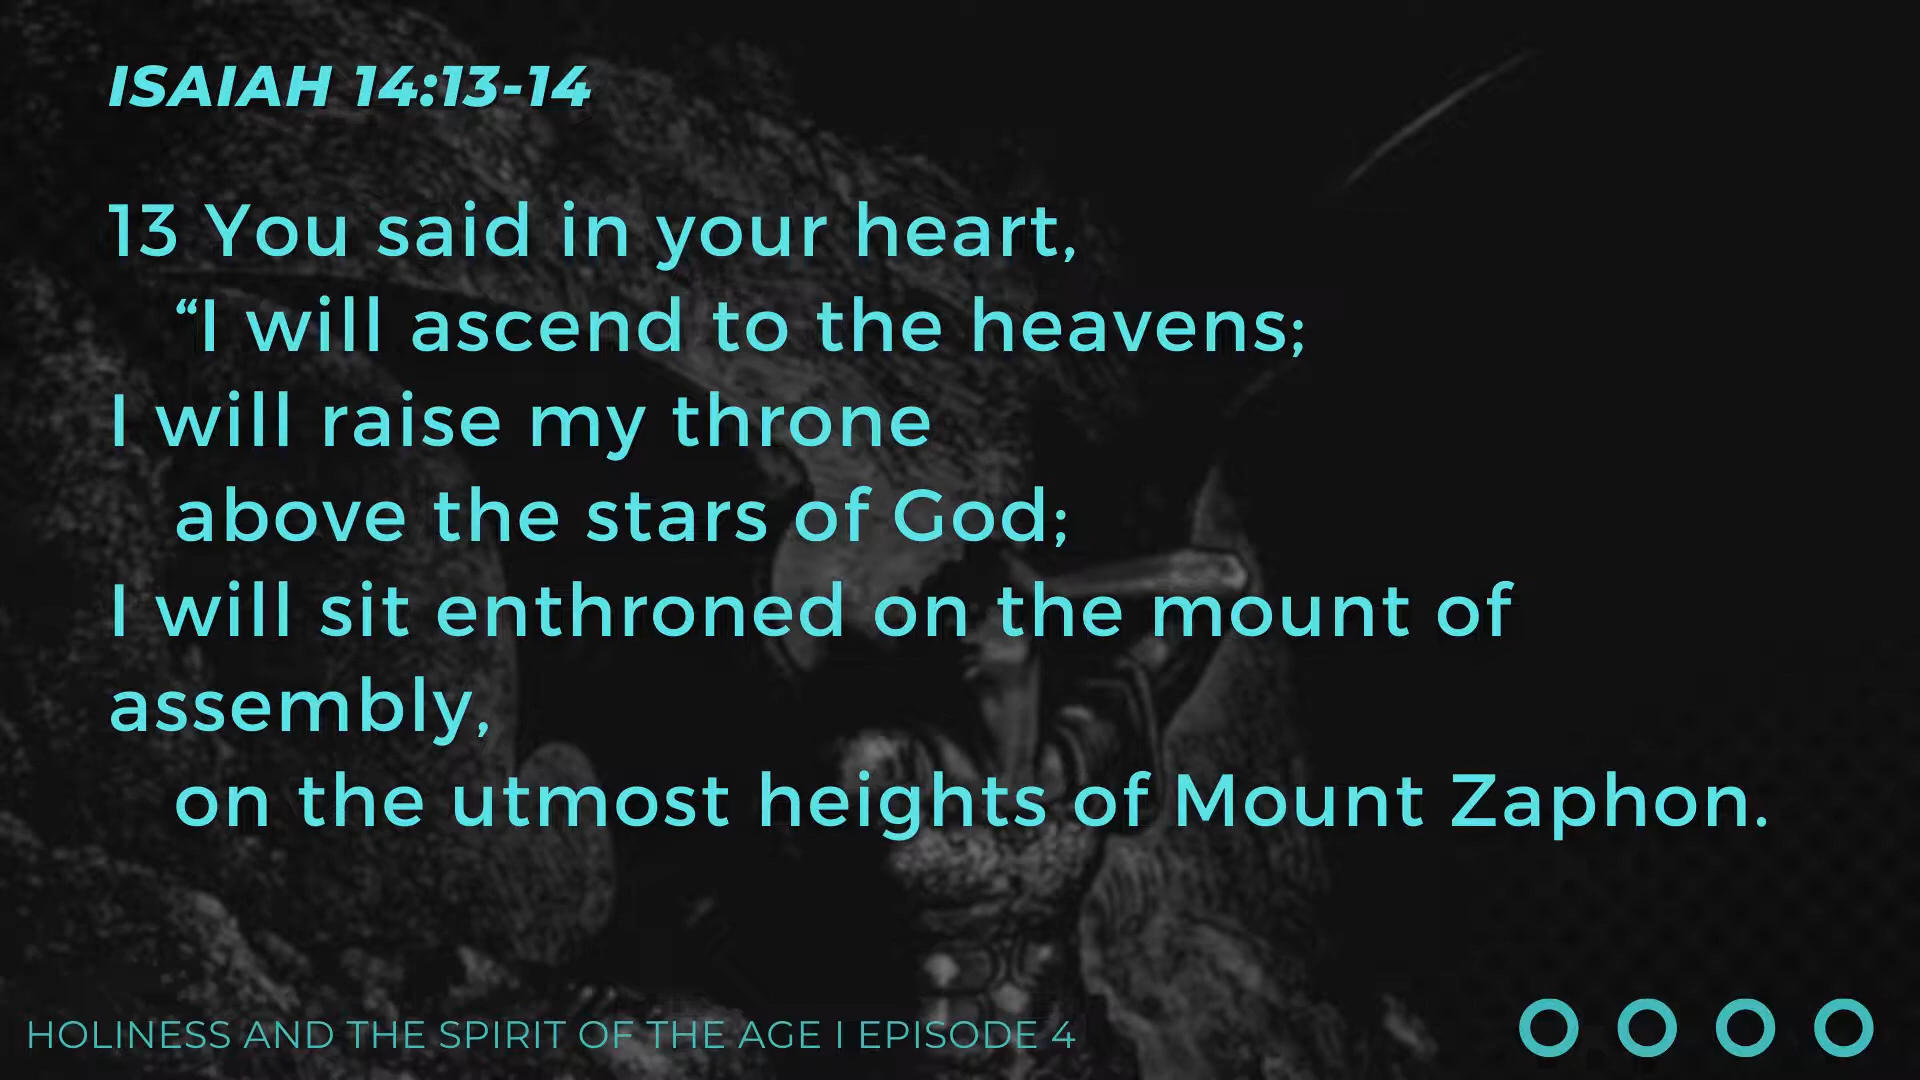 ISAIAH 14:13-14
13 You said in your heart,
“I will ascend to the heavens;
I will raise my throne
above the stars of God;
I will sit enthroned on the mount of
assembly,
on the utmost heights of Mount Zaphon.
HOLINESS AND THE SPIRIT OF THE AGE I EPISODE 4